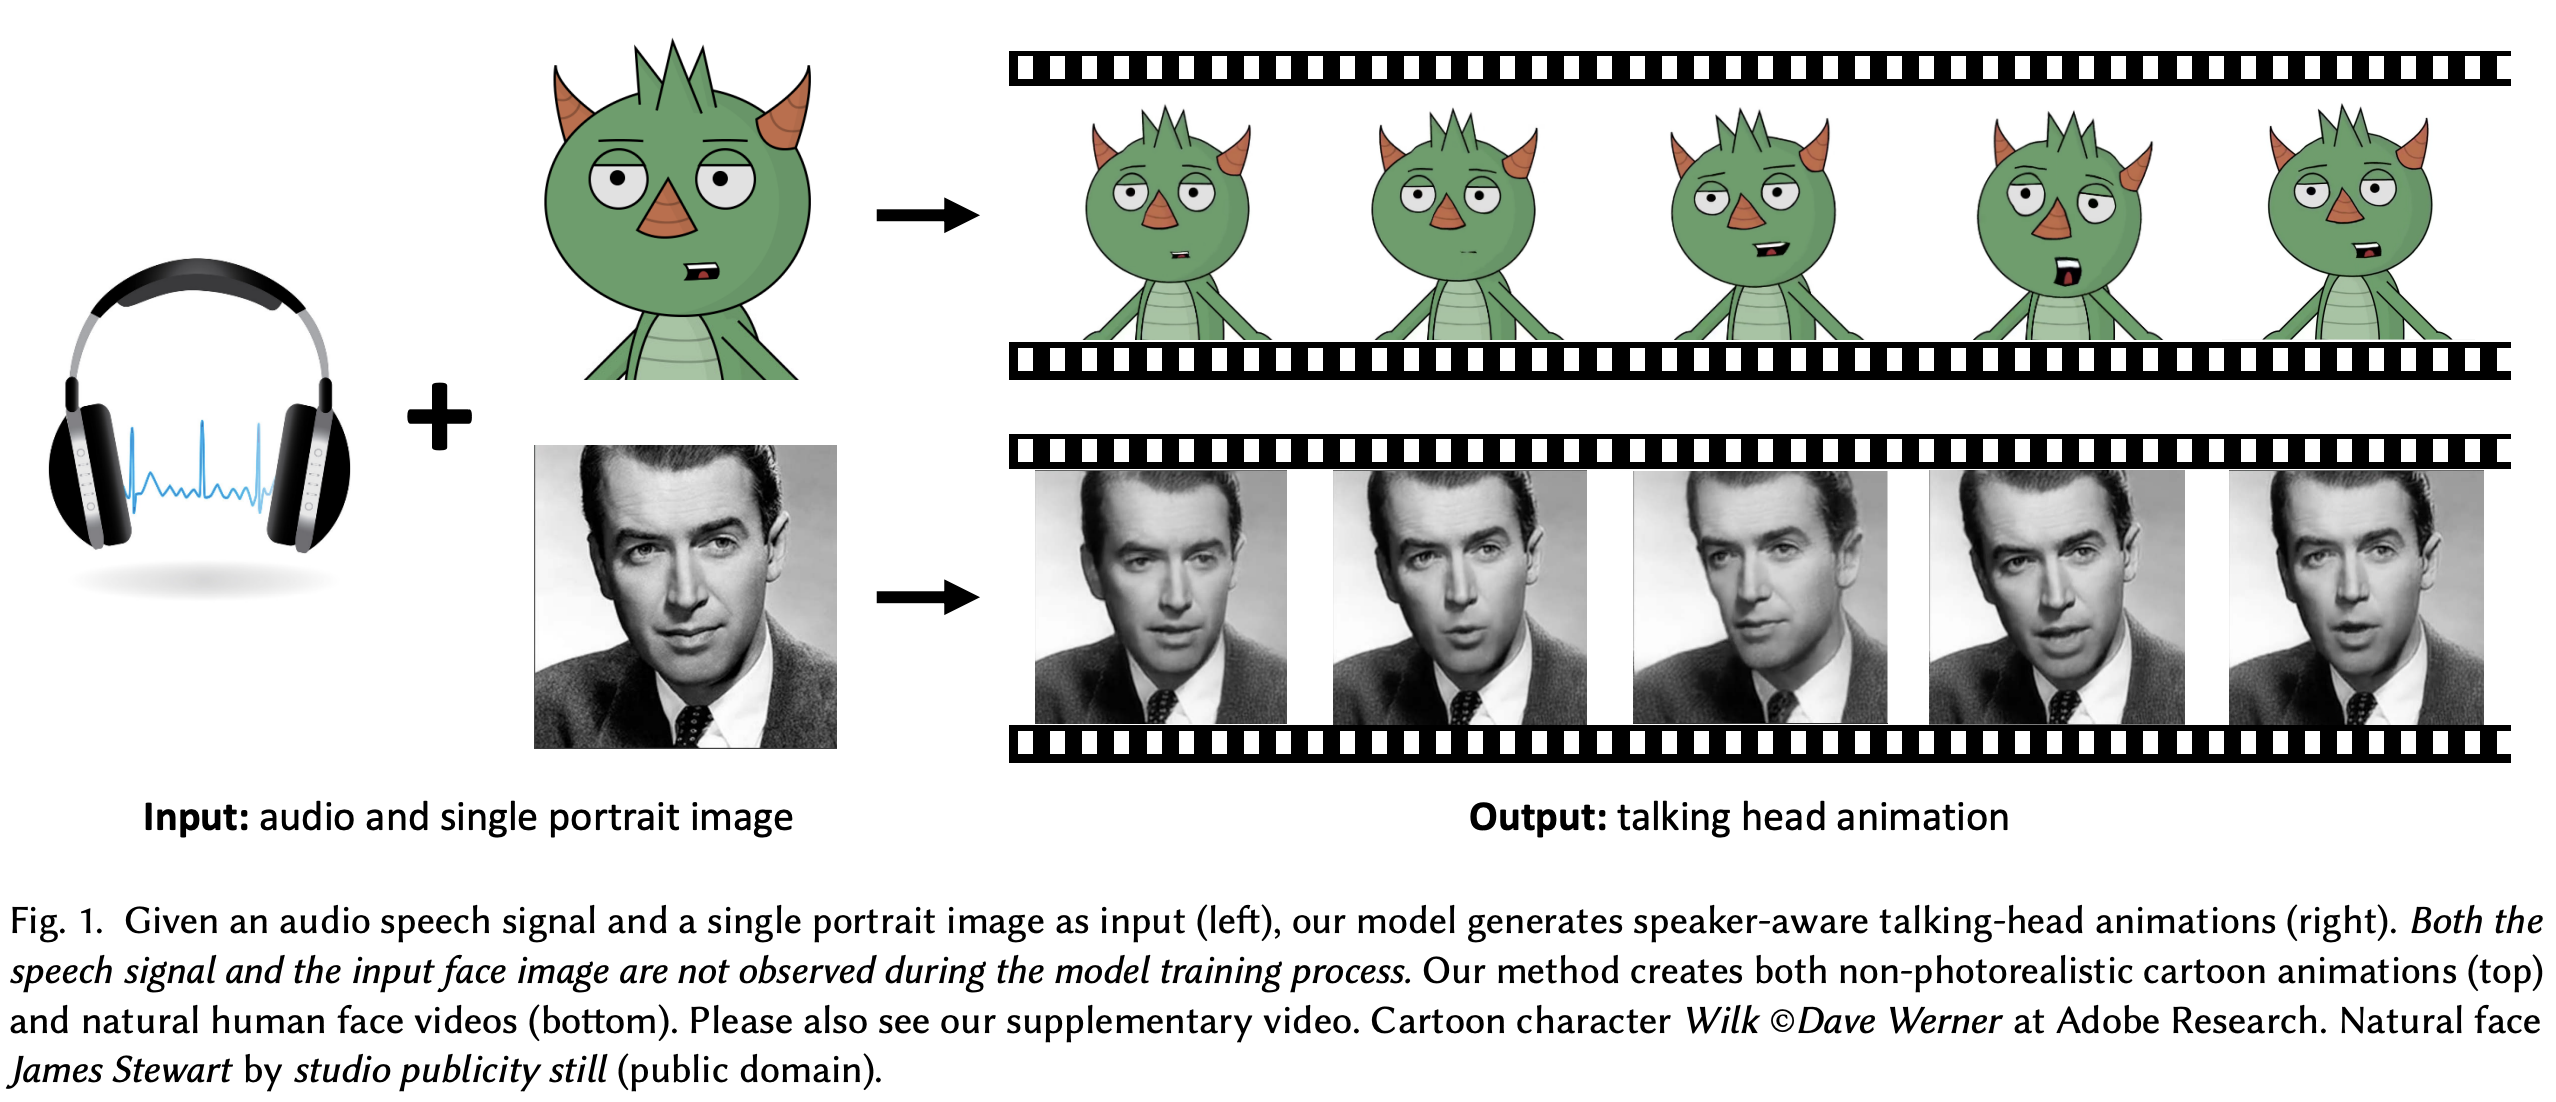 Input: audio and single portrait image
Output: talking head animation
Fig. 1. Given an audio speech signal and a single portrait image as input (left), our model generates speaker-aware talking-head animations (right). Both the
speech signal and the input face image are not observed during the model training process. Our method creates both non-photorealistic cartoon animations (top)
and natural human face videos (bottom). Please also see our supplementary video. Cartoon character Wilk ©Dave Werner at Adobe Research. Natural face
James Stewart by studio publicity still (public domain).